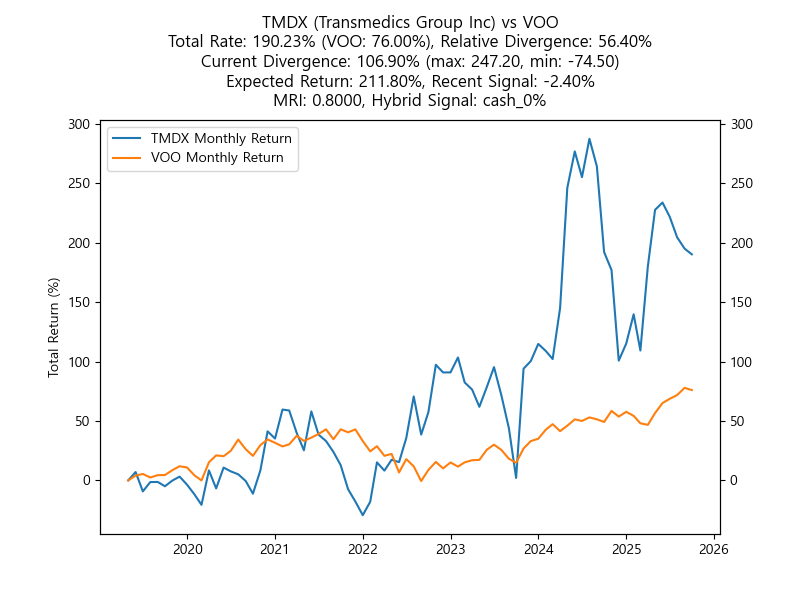 TMDX (Transmedics Group Inc) vs VOO
Total Rate: 190.23% (VOO: 76.00%), Relative Divergence: 56.40%
Current Divergence: 106.90% (max: 247.20, min: -74.50)
Expected Return: 211.80%, Recent Signal: -2.40%
MRI: 0.8000, Hybrid Signal: cash_0%
TMDX Monthly Return
VOO Monthly Return
Total Return (%)
300
250
200
150
100
50
0
300
250
200
150
100
50
0
2020
2021
2022
2023
2024
2025
2026